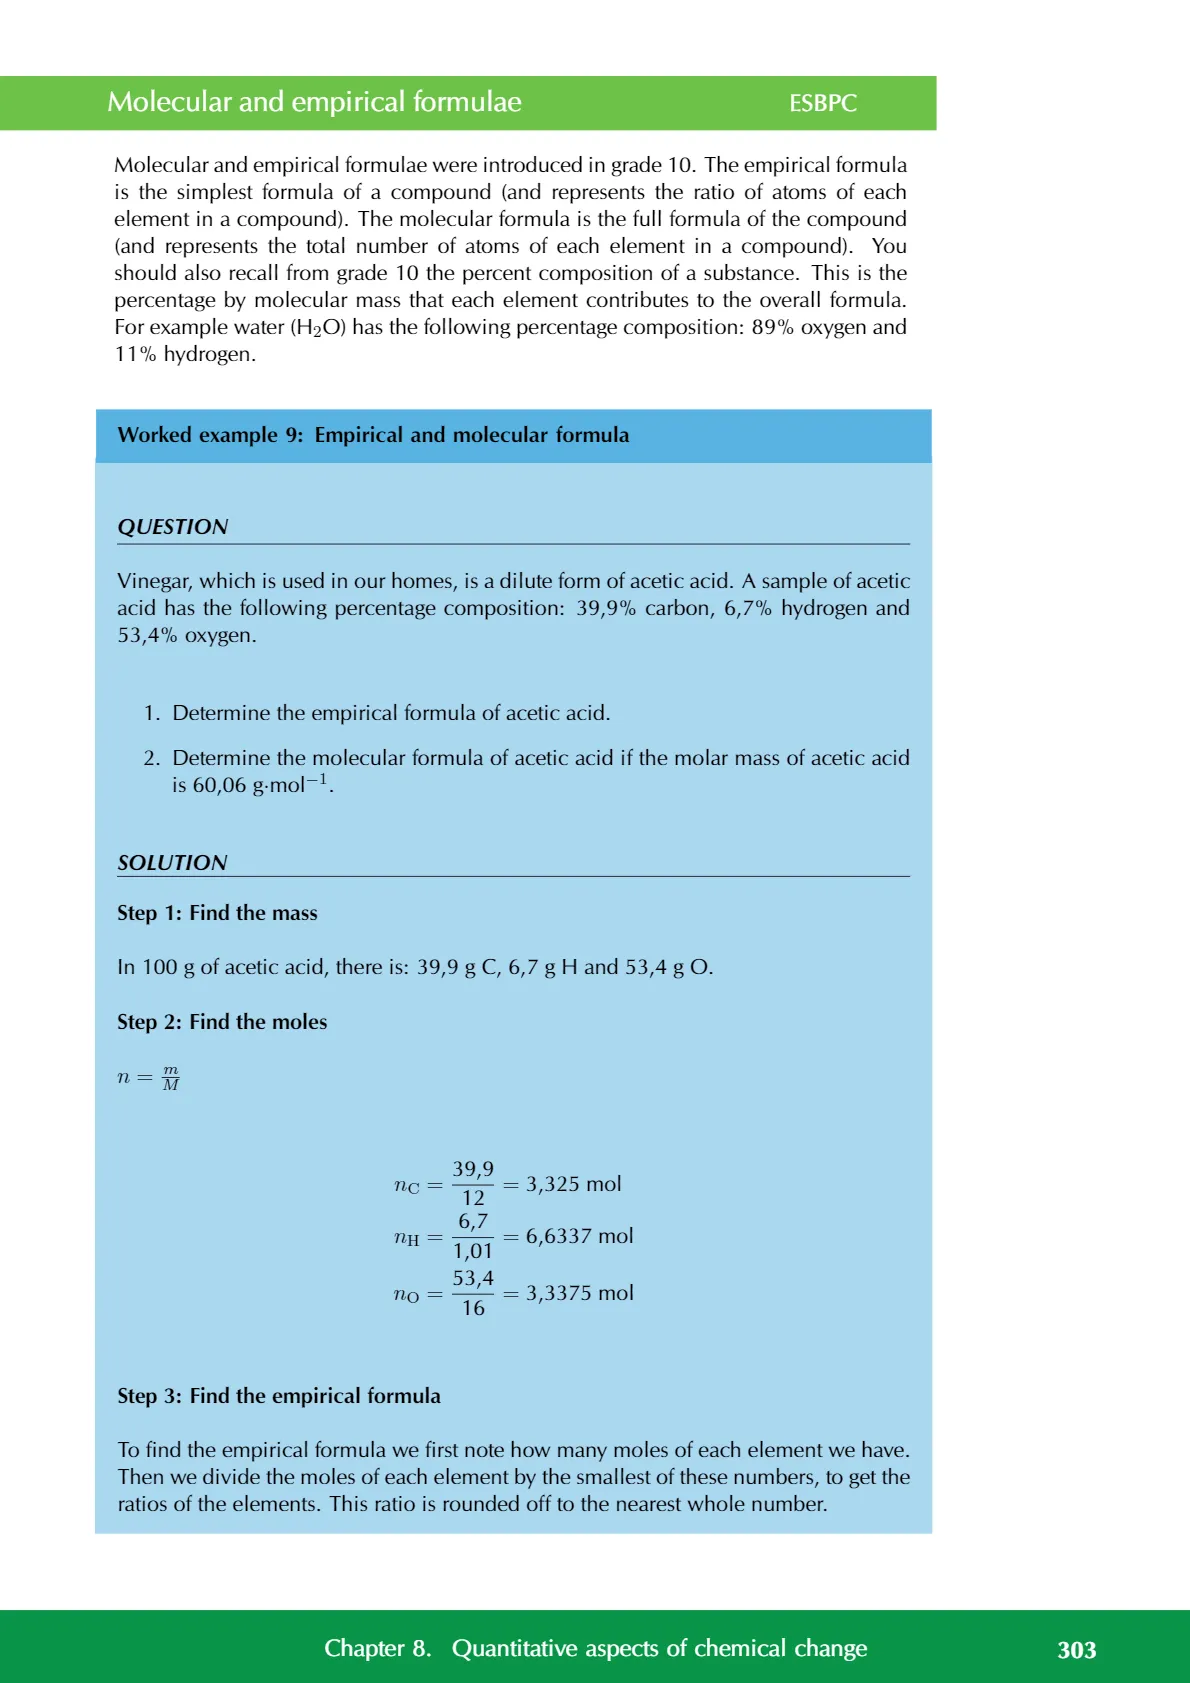 Molecular and empirical formulae ESBPC
Molecular and empirical formulae were introduced in grade 10. The empirical formula
is the simplest formula of a compound (and represents the ratio of atoms of each
element in a compound). The molecular formula is the full formula of the compound
(and represents the total number of atoms of each element in a compound). You
should also recall from grade 10 the percent composition of a substance. This is the
percentage by molecular mass that each element contributes to the overall formula.
For example water (H₂O) has the following percentage composition: 89% oxygen and
11% hydrogen.
Worked example 9: Empirical and molecular formula
QUESTION
Vinegar, which is used in our homes, is a dilute form of acetic acid. A sample of acetic
acid has the following percentage composition: 39,9% carbon, 6,7% hydrogen and
53,4% oxygen.
1. Determine the empirical formula of acetic acid.
2. Determine the molecular formula of acetic acid if the molar mass of acetic acid
is 60,06 g·mol⁻¹.
SOLUTION
Step 1: Find the mass
In 100 g of acetic acid, there is: 39,9 g C, 6,7 g H and 53,4 g O.
Step 2: Find the moles
n = m/M
n_C = 39,9/12 = 3,325 mol
n_H = 6,7/1,01 = 6,6337 mol
n_O = 53,4/16 = 3,3375 mol
Step 3: Find the empirical formula
To find the empirical formula we first note how many moles of each element we have.
Then we divide the moles of each element by the smallest of these numbers, to get the
ratios of the elements. This ratio is rounded off to the nearest whole number.
Chapter 8. Quantitative aspects of chemical change 303